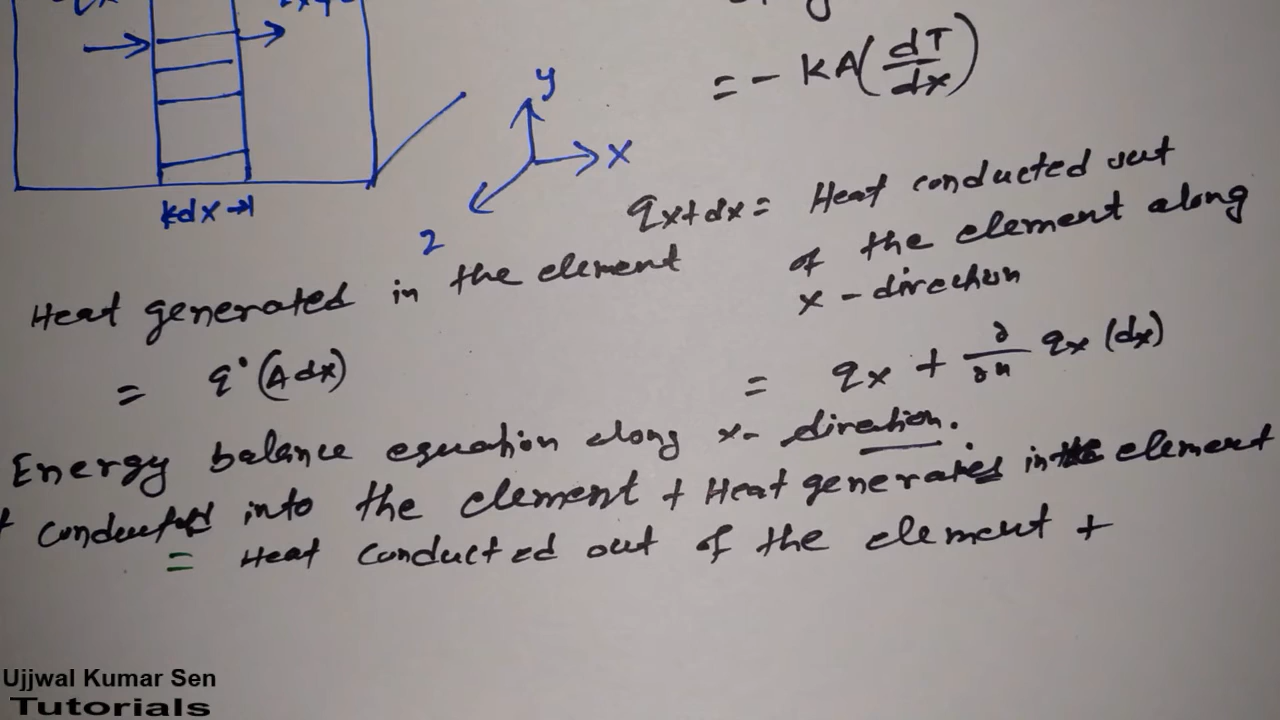 y
x
z
kdx→|
= - KA(dT/dx)
qx+dx = Heat conducted out
of the element along
x - direction
= qx + ∂/∂x qx (dx)
Heat generated in the element
= q• (A dx)
Energy balance equation along x- direction.
conducted into the element + Heat generated in the element
= Heat conducted out of the element +
Ujjwal Kumar Sen
Tutorials